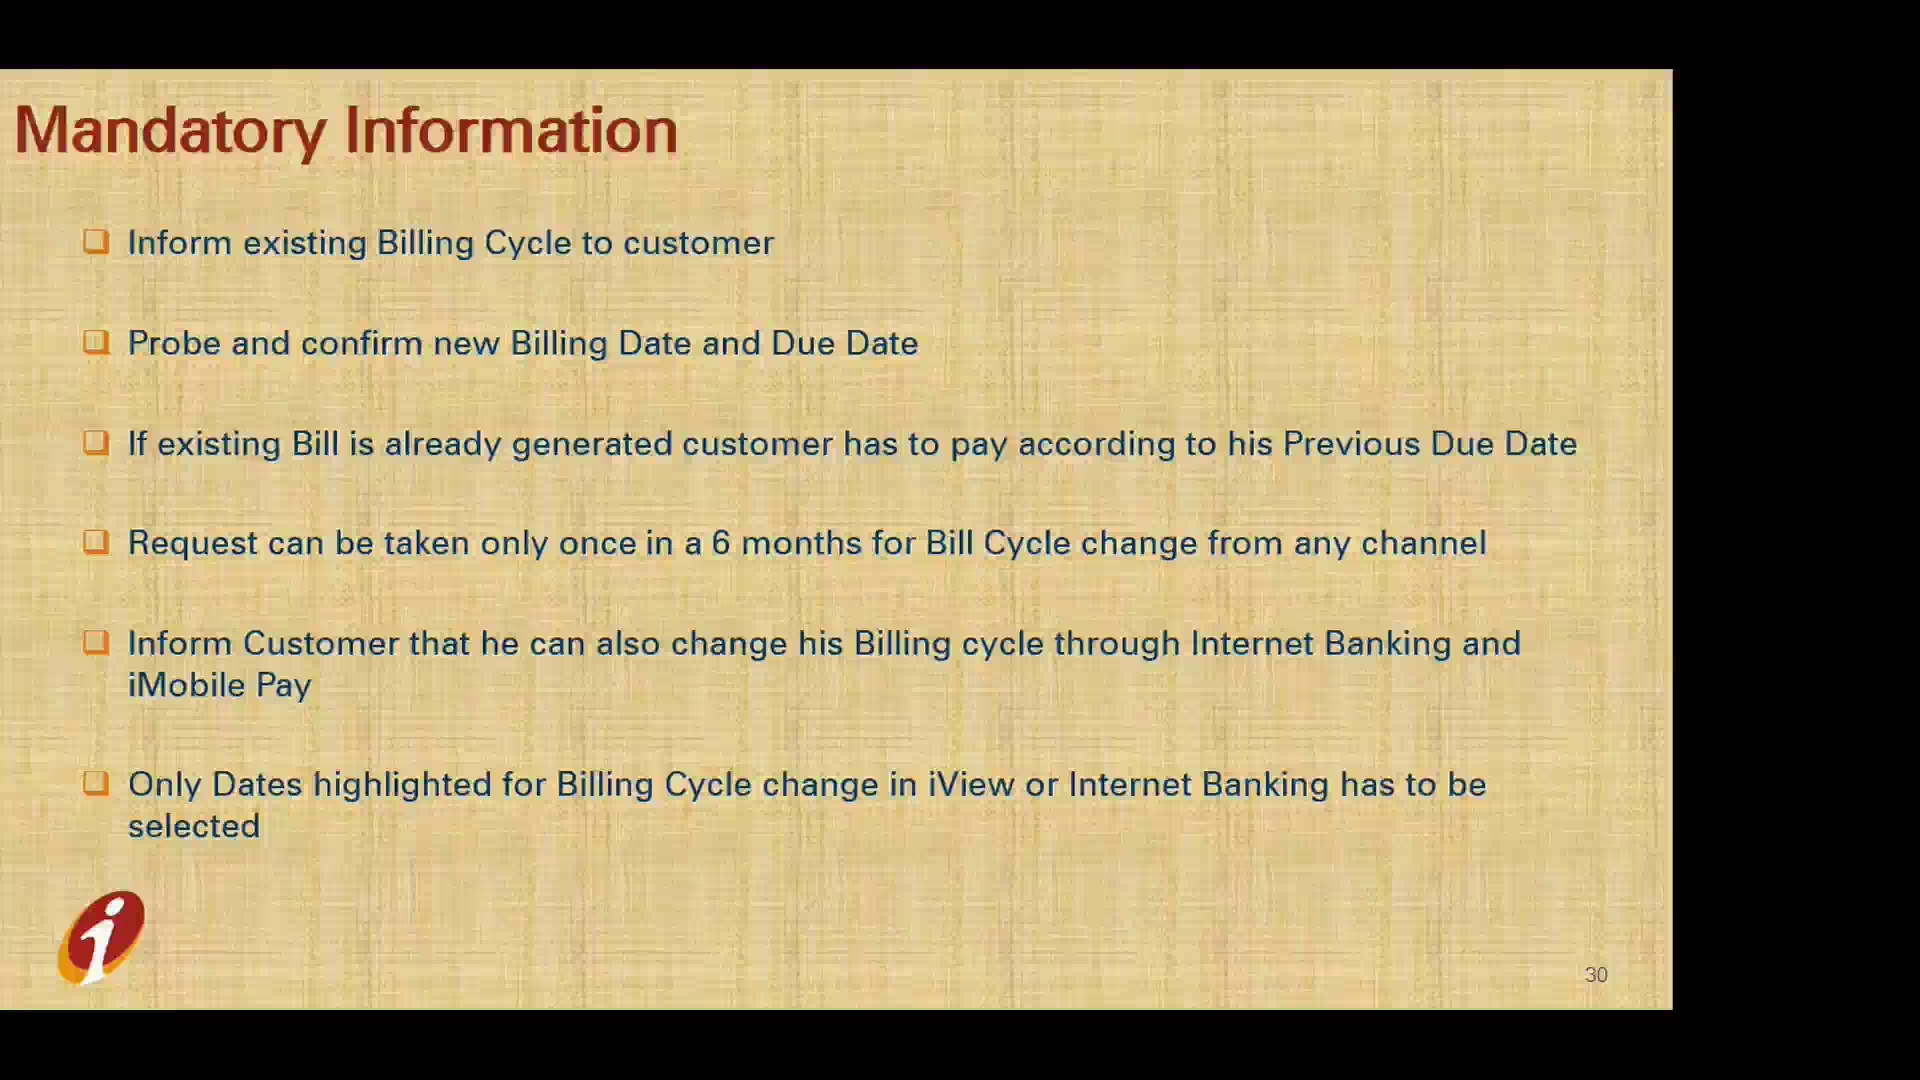 Mandatory Information
Inform existing Billing Cycle to customer
Probe and confirm new Billing Date and Due Date
If existing Bill is already generated customer has to pay according to his Previous Due Date
Request can be taken only once in a 6 months for Bill Cycle change from any channel
Inform Customer that he can also change his Billing cycle through Internet Banking and
iMobile Pay
Only Dates highlighted for Billing Cycle change in iView or Internet Banking has to be
selected
i
30